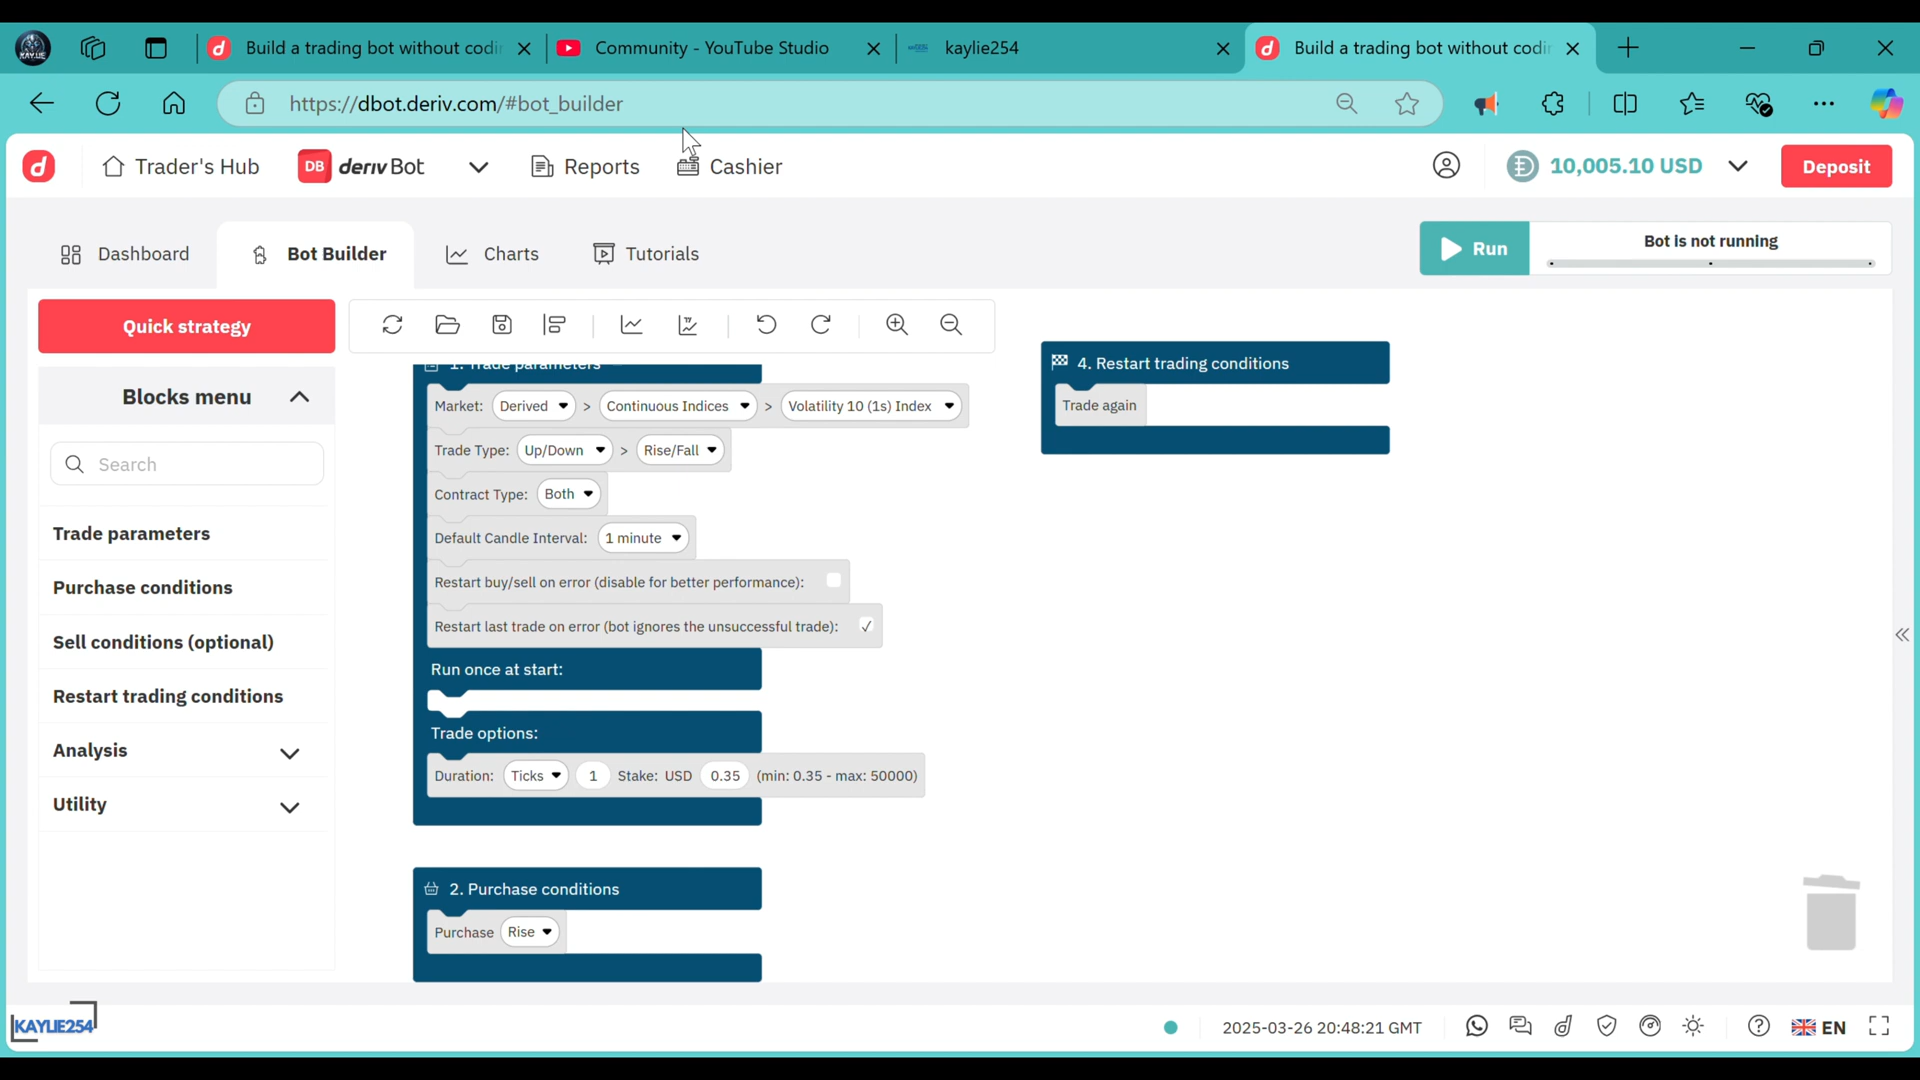 Build a trading bot without codi
Community - YouTube Studio
kaylie254
Build a trading bot without codi
https://dbot.deriv.com/#bot_builder
Trader's Hub
DB deriv Bot
Reports
Cashier
10,005.10 USD
Deposit
Dashboard
Bot Builder
Charts
Tutorials
Run
Bot is not running
Quick strategy
Blocks menu
Search
Trade parameters
Purchase conditions
Sell conditions (optional)
Restart trading conditions
Analysis
Utility
1. Trade parameters
Market: Derived > Continuous Indices > Volatility 10 (1s) Index
Trade Type: Up/Down > Rise/Fall
Contract Type: Both
Default Candle Interval: 1 minute
Restart buy/sell on error (disable for better performance):
Restart last trade on error (bot ignores the unsuccessful trade): ✓
Run once at start:
Trade options:
Duration: Ticks 1 Stake: USD 0.35 (min: 0.35 - max: 50000)
2. Purchase conditions
Purchase Rise
4. Restart trading conditions
Trade again
KAYLIE254
2025-03-26 20:48:21 GMT
EN